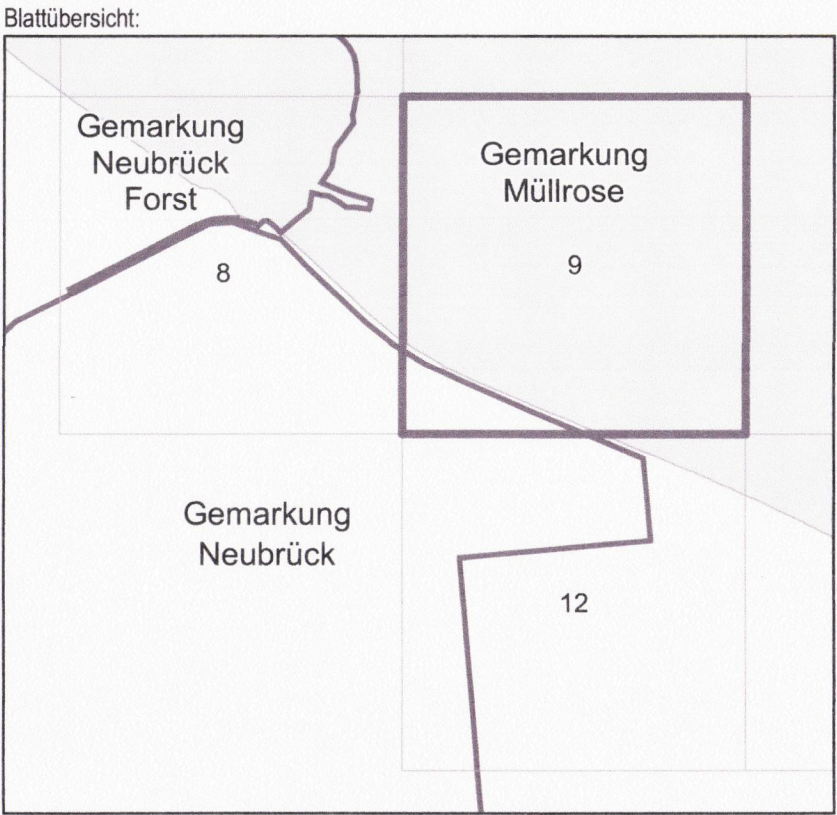 Blattübersicht:
Gemarkung
Neubrück
Forst
8
Gemarkung
Müllrose
9
Gemarkung
Neubrück
12